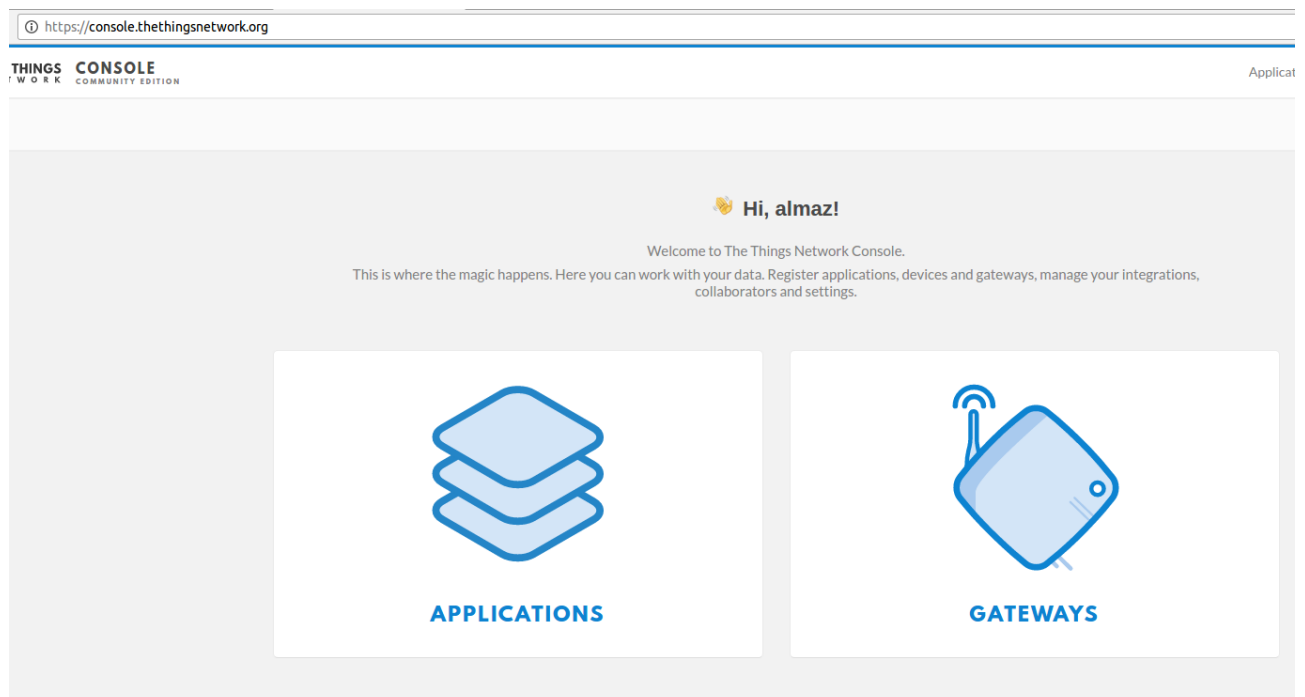 https://console.thethingsnetwork.org
THINGS CONSOLE
TWORK COMMUNITY EDITION
Applicat
Hi, almaz!
Welcome to The Things Network Console.
This is where the magic happens. Here you can work with your data. Register applications, devices and gateways, manage your integrations,
collaborators and settings.
APPLICATIONS
GATEWAYS